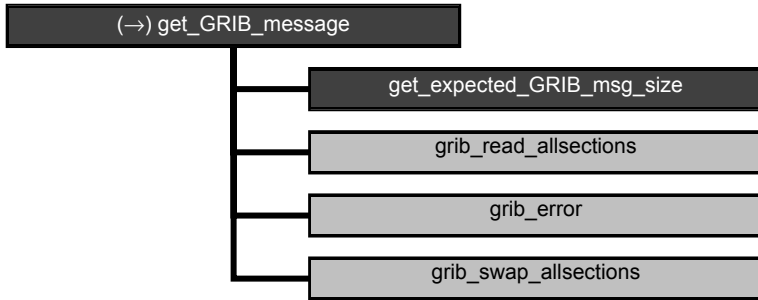 (→) get_GRIB_message
get_expected_GRIB_msg_size
grib_read_allsections
grib_error
grib_swap_allsections